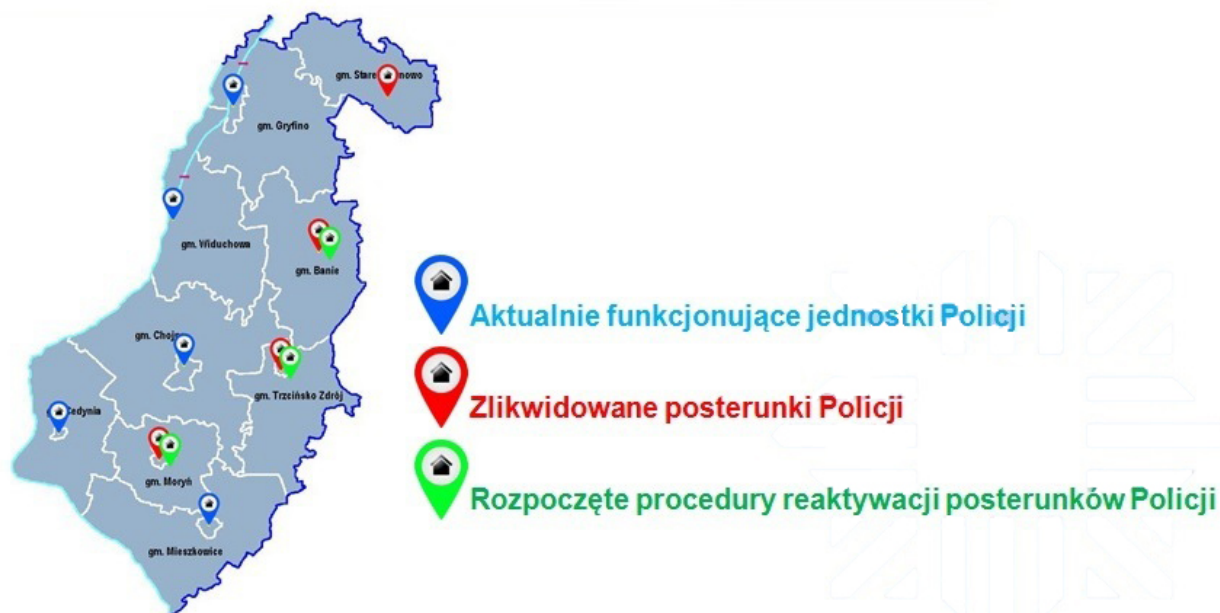 gm. Gryfino
gm. Widuchowa
gm. Banie
gm. Trzcińsko Zdrój
gm. Moryń
gm. Mieszkowice
Aktualnie funkcjonujące jednostki Policji
Zlikwidowane posterunki Policji
Rozpoczęte procedury reaktywacji posterunków Policji